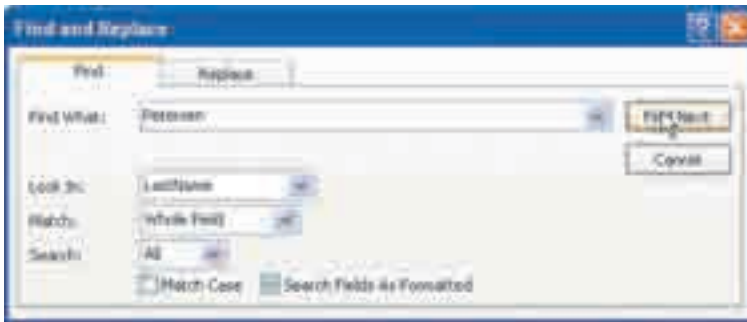 Find and Replace
Find Replace
Find What: Find Next
Cancel
Look In: LastName
Match: Whole Field
Search: All
Match Case Search Fields As Formatted